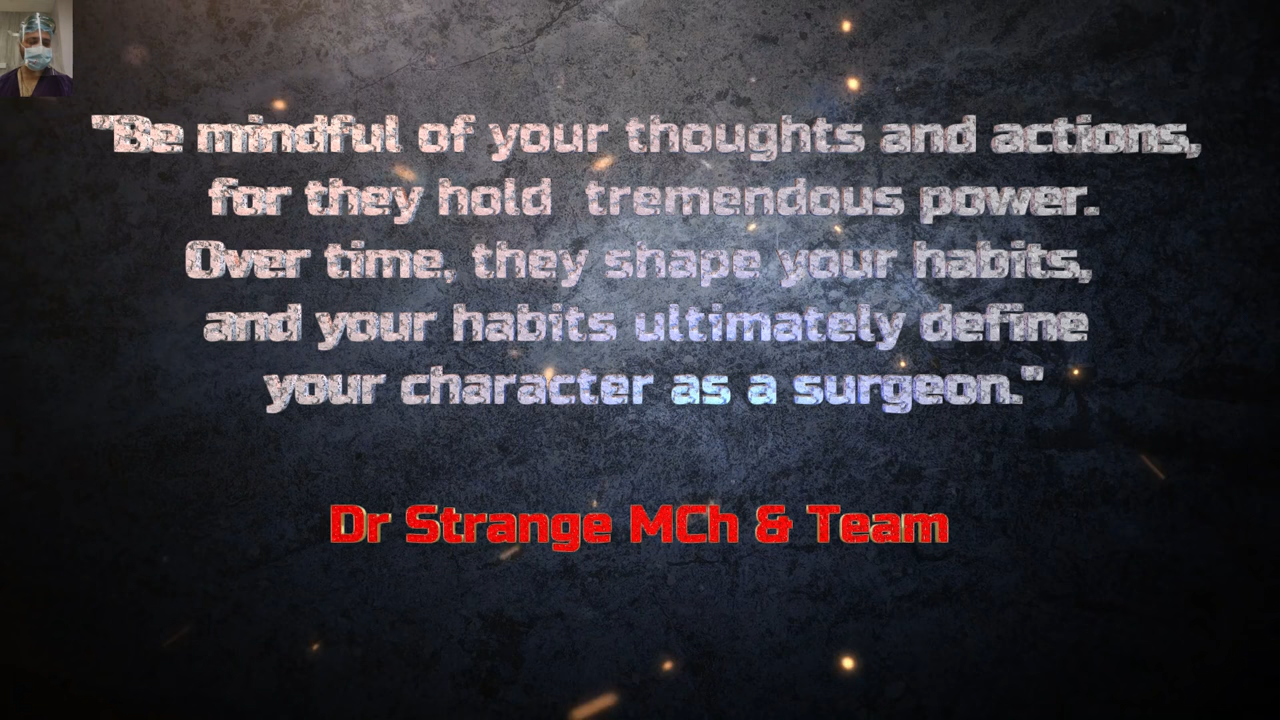 "Be mindful of your thoughts and actions,
for they hold tremendous power.
Over time, they shape your habits,
and your habits ultimately define
your character as a surgeon."
Dr Strange MCh & Team